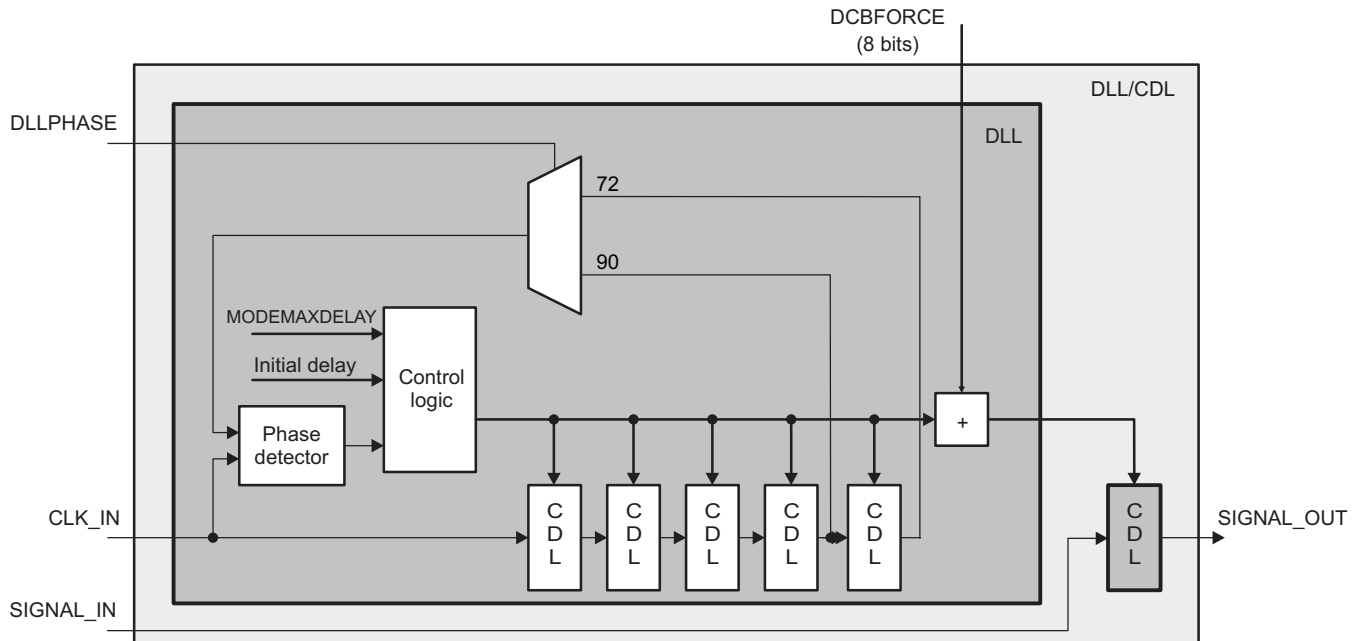 DCBFORCE
(8 bits)
DLL/CDL
DLLPHASE
DLL
72
90
MODEMAXDELAY
Initial delay
Control
logic
Phase
detector
+
CLK_IN
C
D
L
C
D
L
C
D
L
C
D
L
C
D
L
C
D
L
SIGNAL_OUT
SIGNAL_IN